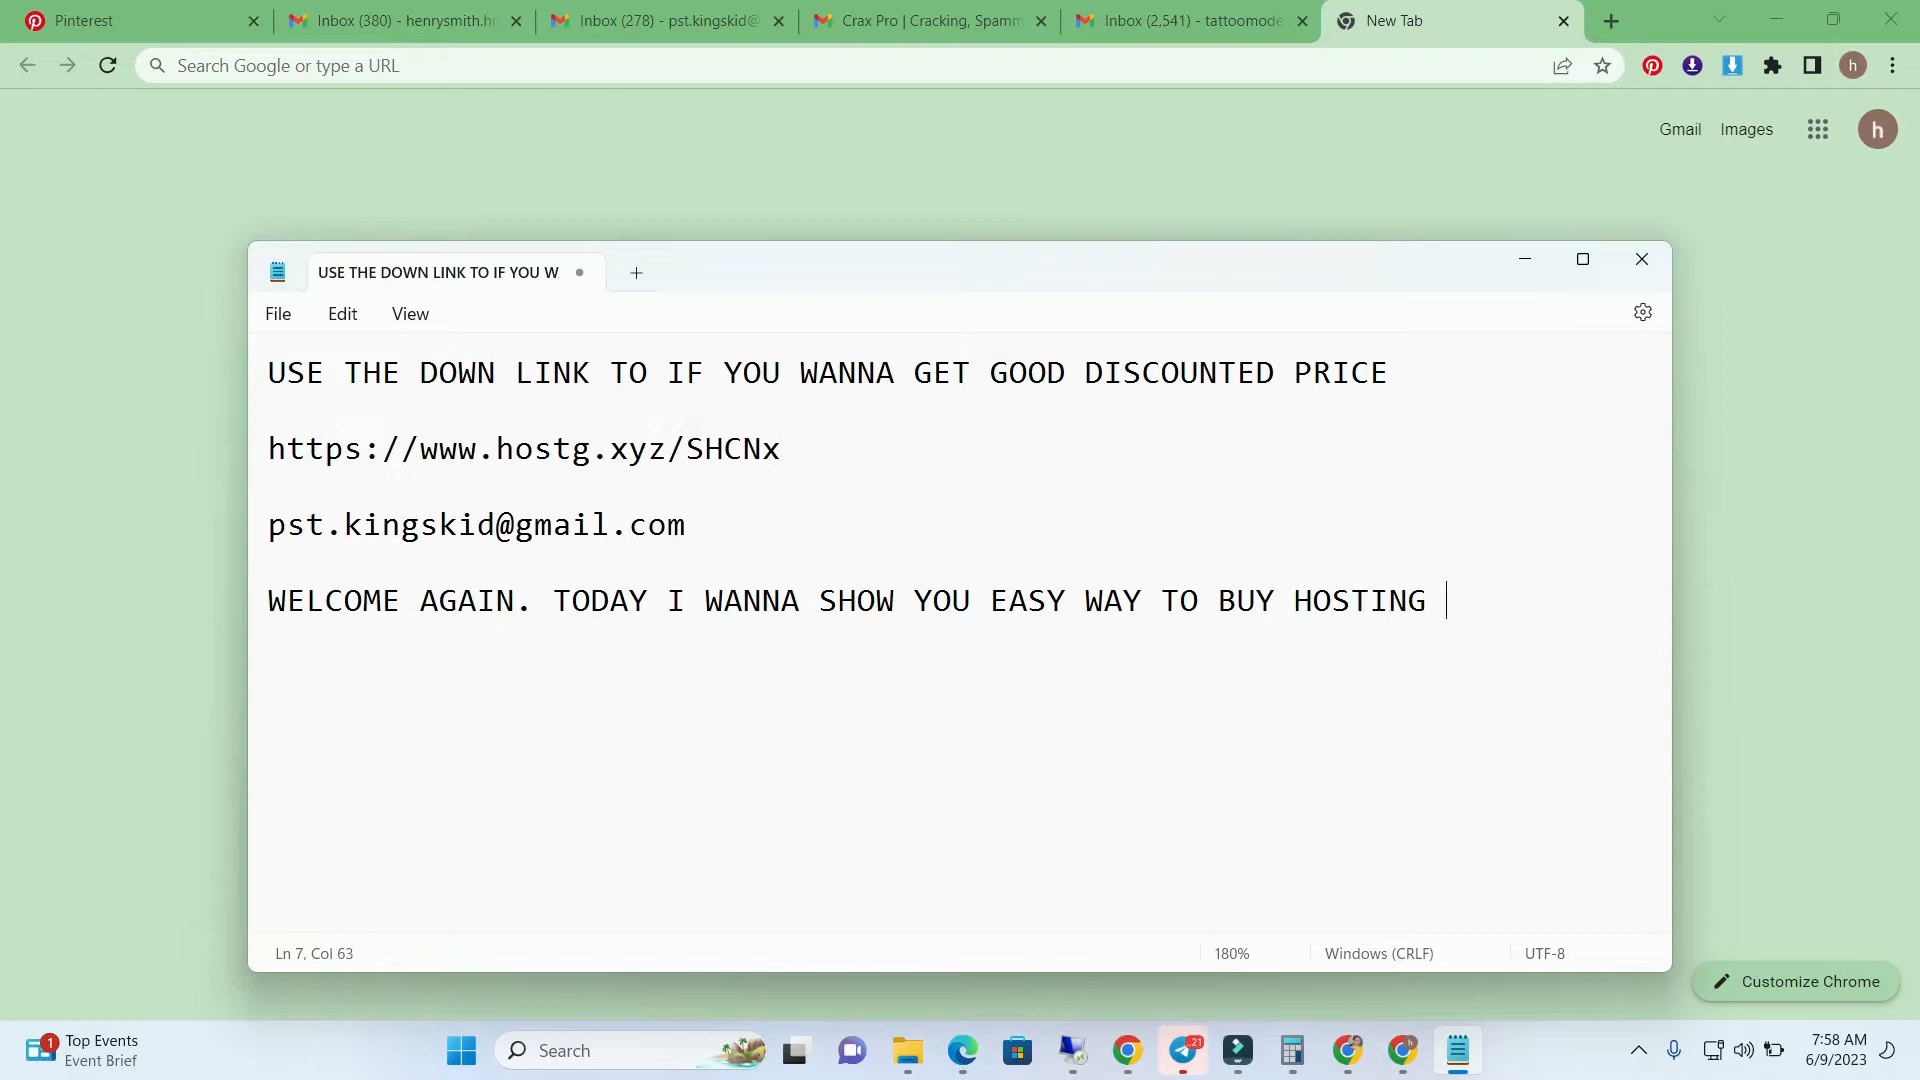 Pinterest
Inbox (380) - henrysmith.hm
Inbox (278) - pst.kingskid@
Crax Pro | Cracking, Spamm
Inbox (2,541) - tattoomode
New Tab
Search Google or type a URL
h
Gmail
Images
h
USE THE DOWN LINK TO IF YOU W
File
Edit
View
USE THE DOWN LINK TO IF YOU WANNA GET GOOD DISCOUNTED PRICE
https://www.hostg.xyz/SHCNx
pst.kingskid@gmail.com
WELCOME AGAIN. TODAY I WANNA SHOW YOU EASY WAY TO BUY HOSTING
Ln 7, Col 63
180%
Windows (CRLF)
UTF-8
Customize Chrome
1
Top Events
Event Brief
Search
21
h
7:58 AM
6/9/2023